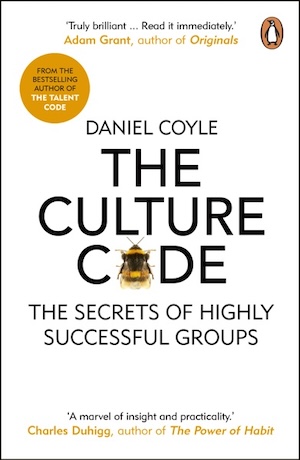 'Truly brilliant ... Read it immediately.'
Adam Grant, author of Originals
FROM THE
BESTSELLING
AUTHOR OF
THE TALENT
CODE
DANIEL COYLE
THE
CULTURE
C DE
THE SECRETS OF HIGHLY
SUCCESSFUL GROUPS
'A marvel of insight and practicality.'
Charles Duhigg, author of The Power of Habit